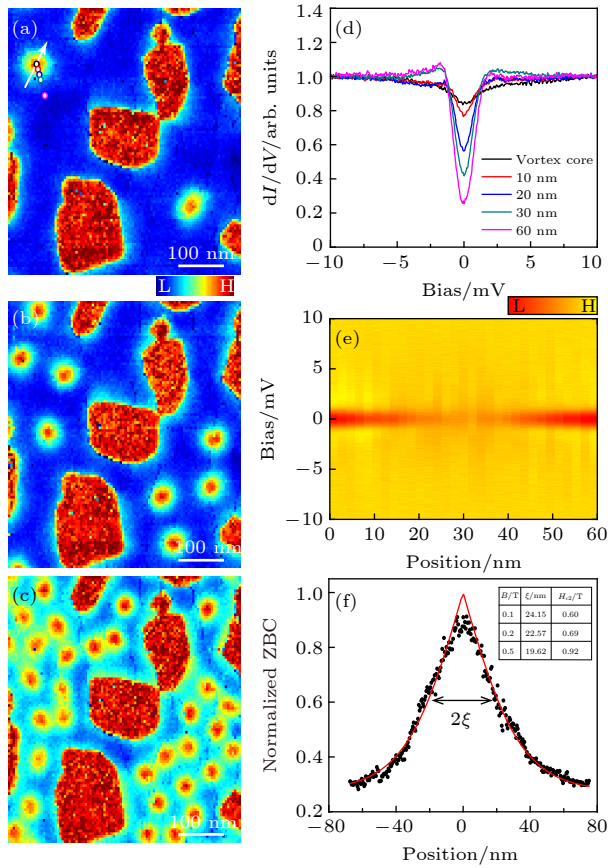 (a)
100 nm
L H
(b)
100 nm
(c)
100 nm
(d)
dI/dV/arb. units
1.4
1.2
1.0
0.8
0.6
0.4
0.2
0
Vortex core
10 nm
20 nm
30 nm
60 nm
−10 −5 0 5 10
Bias/mV
L H
(e)
Bias/mV
10
5
0
−5
−10
0 10 20 30 40 50 60
Position/nm
(f)
Normalized ZBC
1.0
0.8
0.6
0.4
0.2
B/T ξ/nm Hc2/T
0.1 24.15 0.60
0.2 22.57 0.69
0.5 19.62 0.92
2ξ
−80 −40 0 40 80
Position/nm